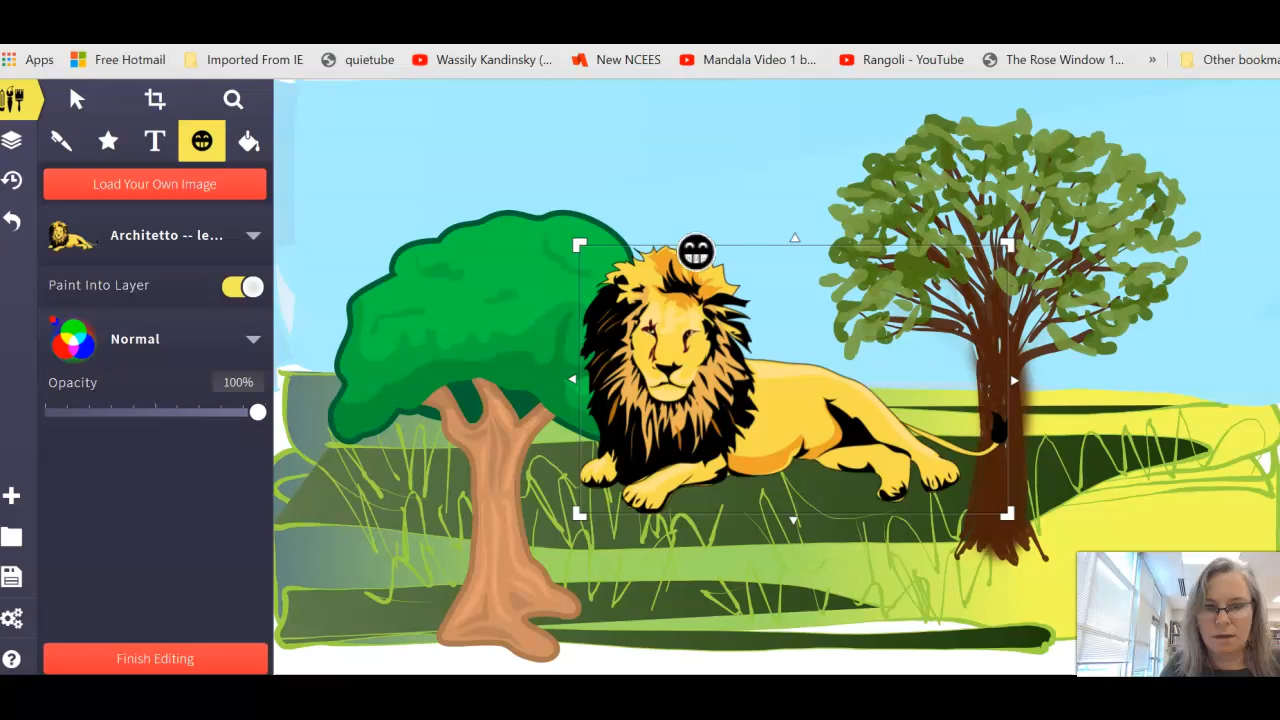 Apps Free Hotmail Imported From IE quietube Wassily Kandinsky (... New NCEES Mandala Video 1 b... Rangoli - YouTube The Rose Window 1... » Other bookma
T
Load Your Own Image
Architetto -- le...
Paint Into Layer
Normal
Opacity 100%
Finish Editing